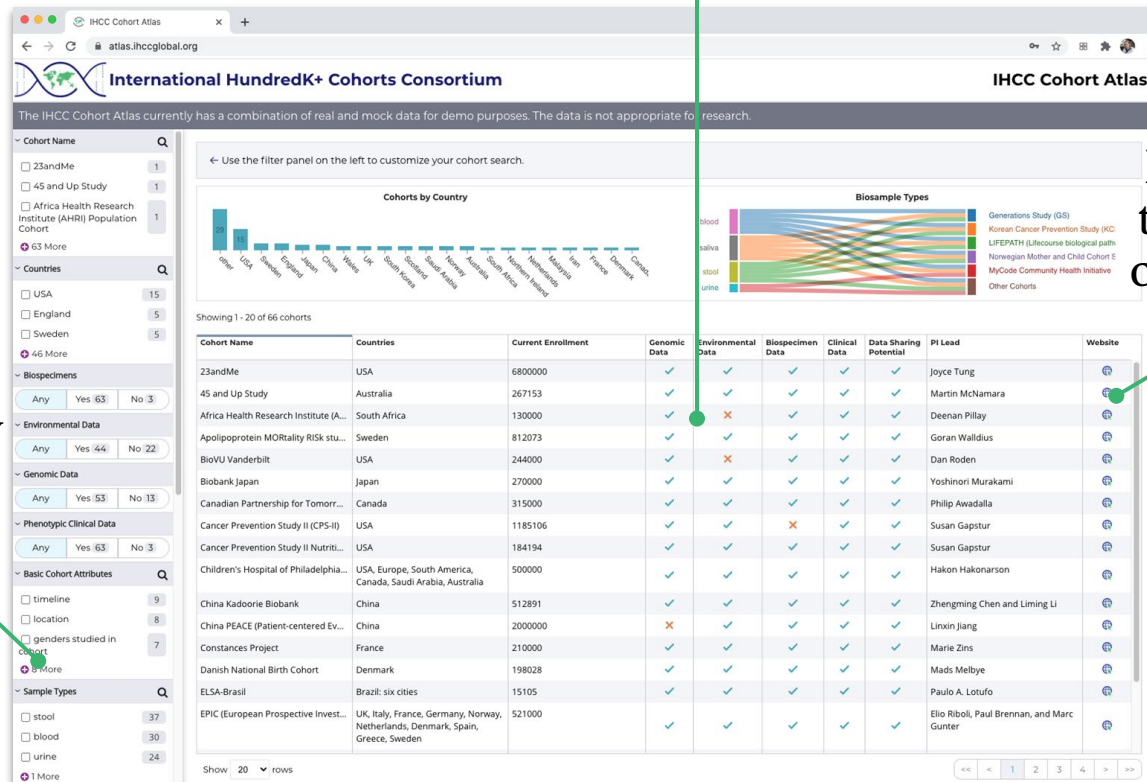 IHCC Cohort Atlas
atlas.ihccglobal.org
International HundredK+ Cohorts Consortium
IHCC Cohort Atlas
The IHCC Cohort Atlas currently has a combination of real and mock data for demo purposes. The data is not appropriate for research.
Cohort Name
23andMe 1
45 and Up Study 1
Africa Health Research
Institute (AHRI) Population 1
Cohort
63 More
Countries
USA 15
England 5
Sweden 5
46 More
Biospecimens
Any Yes 63 No 3
Environmental Data
Any Yes 44 No 22
Genomic Data
Any Yes 53 No 13
Phenotypic Clinical Data
Any Yes 63 No 3
Basic Cohort Attributes
timeline 9
location 8
genders studied in 7
cohort
8 More
Sample Types
stool 37
blood 30
urine 24
1 More
← Use the filter panel on the left to customize your cohort search.
Cohorts by Country
29
15
other
USA
Sweden
England
Japan
China
Wales
UK
South Korea
Scotland
Saudi Arabia
Norway
Australia
South Africa
Northern Ireland
Netherlands
Malaysia
Iran
France
Denmark
Canada
Biosample Types
blood
saliva
stool
urine
Generations Study (GS)
Korean Cancer Prevention Study (KC
LIFEPATH (Lifecourse biological path
Norwegian Mother and Child Cohort S
MyCode Community Health Initiative
Other Cohorts
Showing 1 - 20 of 66 cohorts
Cohort Name Countries Current Enrollment Genomic Data Environmental Data Biospecimen Data Clinical Data Data Sharing Potential PI Lead Website
23andMe USA 6800000 ✓ ✓ ✓ ✓ ✓ Joyce Tung
45 and Up Study Australia 267153 ✓ ✓ ✓ ✓ ✓ Martin McNamara
Africa Health Research Institute (A... South Africa 130000 ✓ ✕ ✓ ✓ ✓ Deenan Pillay
Apolipoprotein MORtality RISk stu... Sweden 812073 ✓ ✓ ✓ ✓ ✓ Goran Walldius
BioVU Vanderbilt USA 244000 ✓ ✕ ✓ ✓ ✓ Dan Roden
Biobank Japan Japan 270000 ✓ ✓ ✓ ✓ ✓ Yoshinori Murakami
Canadian Partnership for Tomorr... Canada 315000 ✓ ✓ ✓ ✓ ✓ Philip Awadalla
Cancer Prevention Study II (CPS-II) USA 1185106 ✓ ✓ ✕ ✓ ✓ Susan Gapstur
Cancer Prevention Study II Nutriti... USA 184194 ✓ ✓ ✓ ✓ ✓ Susan Gapstur
Children's Hospital of Philadelphia... USA, Europe, South America, 500000 ✓ ✓ ✓ ✓ ✓ Hakon Hakonarson
Canada, Saudi Arabia, Australia
China Kadoorie Biobank China 512891 ✓ ✓ ✓ ✓ ✓ Zhengming Chen and Liming Li
China PEACE (Patient-centered Ev... China 2000000 ✕ ✓ ✓ ✓ ✓ Linxin Jiang
Constances Project France 210000 ✓ ✓ ✓ ✓ ✓ Marie Zins
Danish National Birth Cohort Denmark 198028 ✓ ✓ ✓ ✓ ✓ Mads Melbye
ELSA-Brasil Brazil: six cities 15105 ✓ ✓ ✓ ✓ ✓ Paulo A. Lotufo
EPIC (European Prospective Invest... UK, Italy, France, Germany, Norway, 521000 ✓ ✓ ✓ ✓ ✓ Elio Riboli, Paul Brennan, and Marc
Netherlands, Denmark, Spain, Gunter
Greece, Sweden
Show 20 rows
<< < 1 2 3 4 > >>